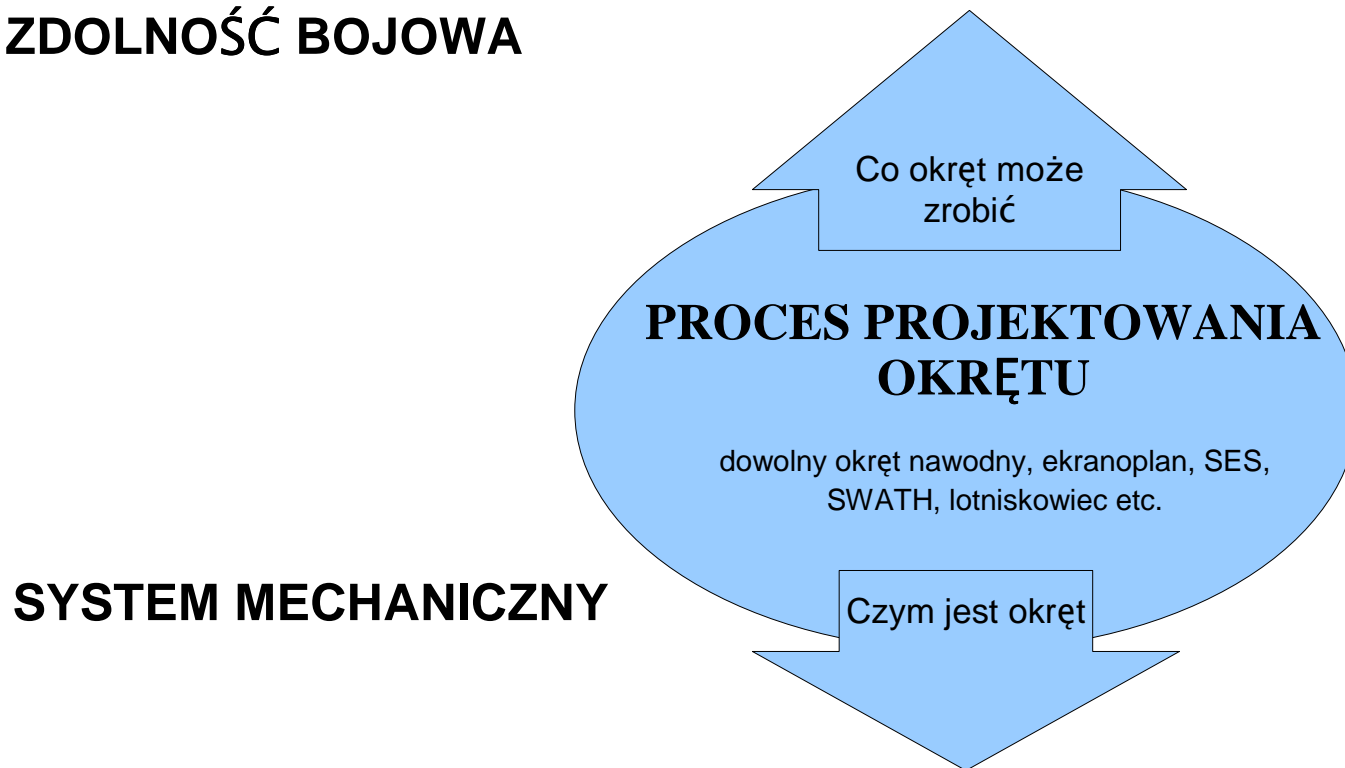 ZDOLNOŚĆ BOJOWA
Co okręt może
zrobić
PROCES PROJEKTOWANIA
OKRĘTU
dowolny okręt nawodny, ekranoplan, SES,
SWATH, lotniskowiec etc.
SYSTEM MECHANICZNY
Czym jest okręt